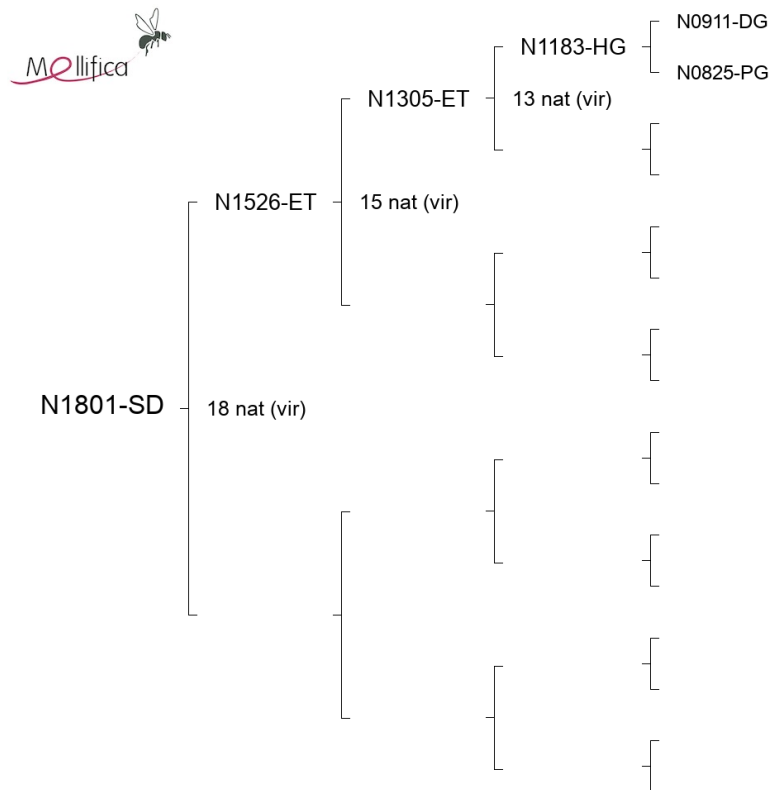 Mellifica
N0911-DG
N1183-HG
N0825-PG
N1305-ET
13 nat (vir)
N1526-ET
15 nat (vir)
N1801-SD
18 nat (vir)